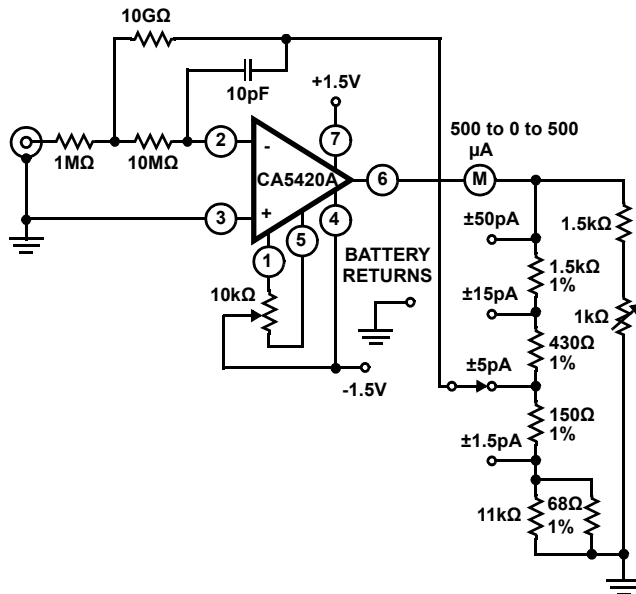 10GΩ
10pF
+1.5V
1MΩ
10MΩ
2
-
7
CA5420A
6
3
+
4
5
1
10kΩ
-1.5V
BATTERY
RETURNS
500 to 0 to 500
µA
M
±50pA
1.5kΩ
1%
1.5kΩ
±15pA
1kΩ
430Ω
1%
±5pA
150Ω
1%
±1.5pA
11kΩ
68Ω
1%